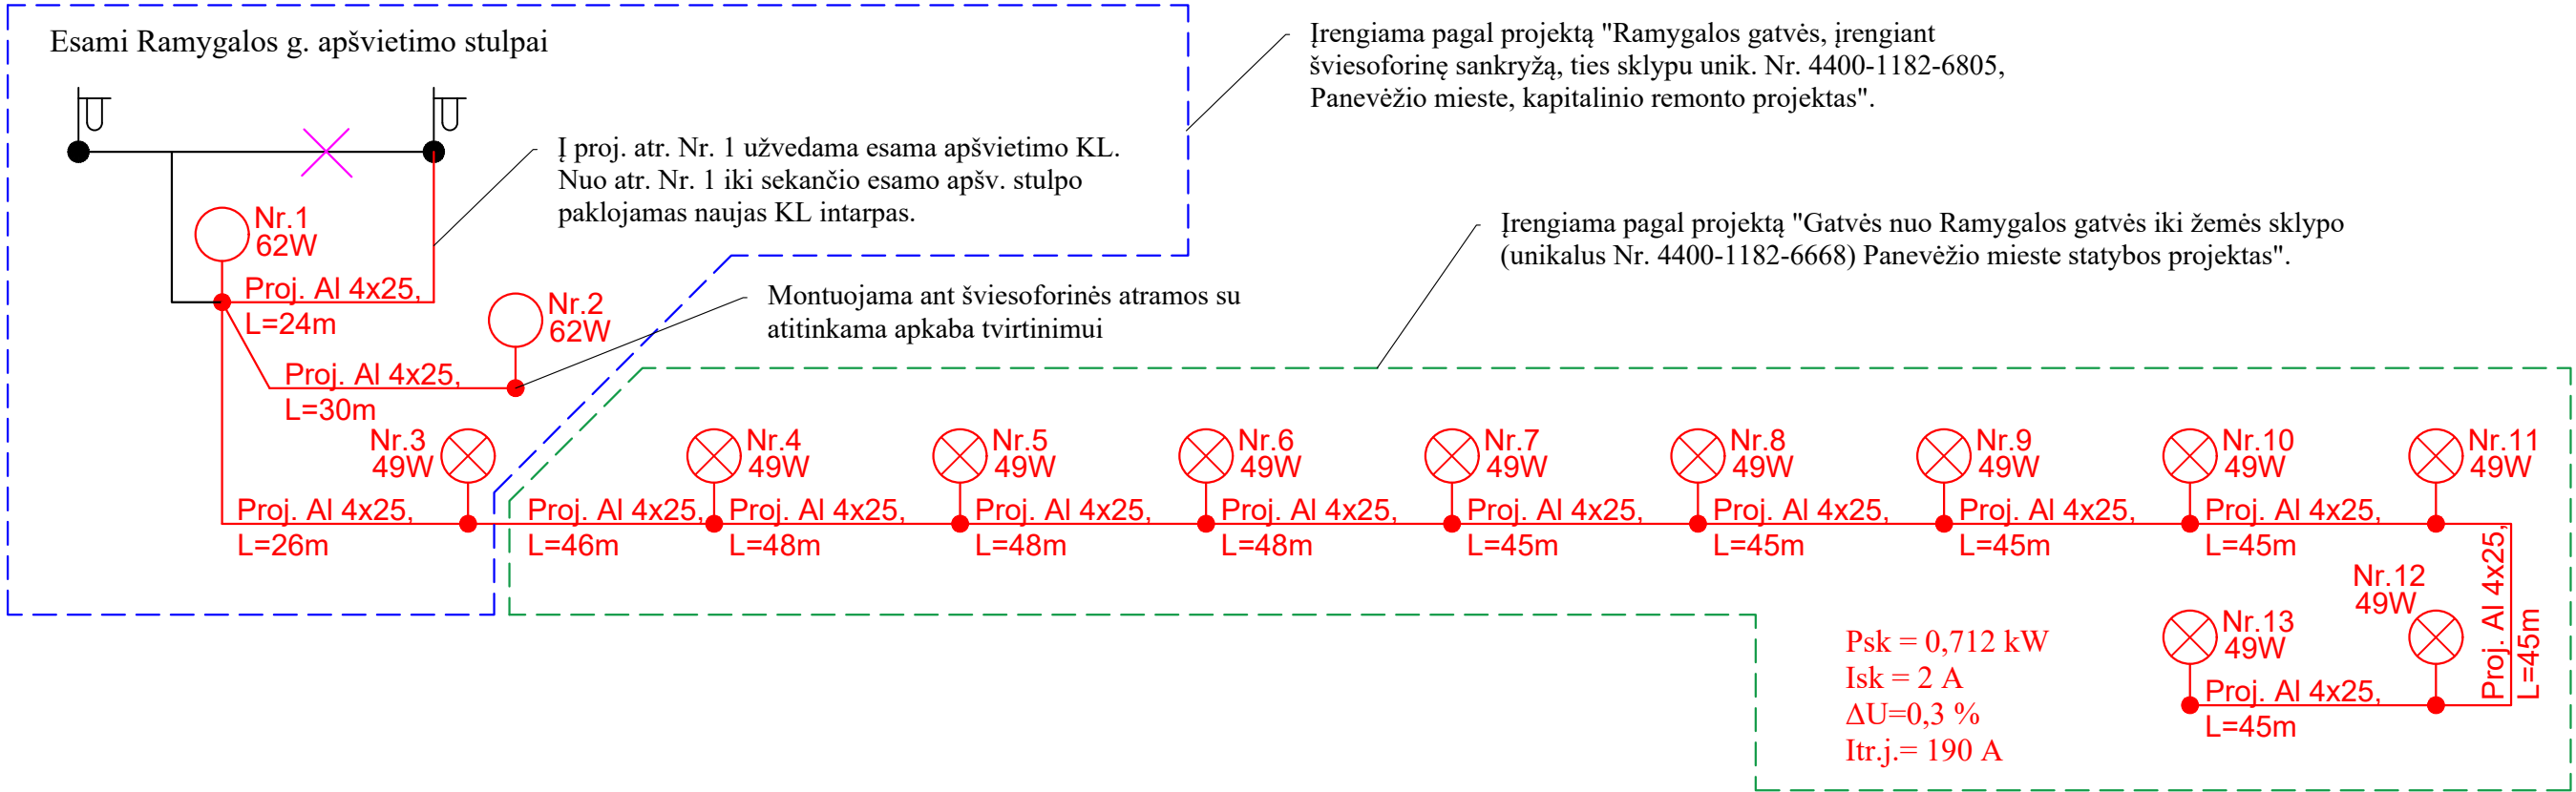 Esami Ramygalos g. apšvietimo stulpai
Įrengiama pagal projektą "Ramygalos gatvės, įrengiant
šviesoforinę sankryžą, ties sklypu unik. Nr. 4400-1182-6805,
Panevėžio mieste, kapitalinio remonto projektas".
Į proj. atr. Nr. 1 užvedama esama apšvietimo KL.
Nuo atr. Nr. 1 iki sekančio esamo apšv. stulpo
paklojamas naujas KL intarpas.
Įrengiama pagal projektą "Gatvės nuo Ramygalos gatvės iki žemės sklypo
(unikalus Nr. 4400-1182-6668) Panevėžio mieste statybos projektas".
Nr.1
62W
Proj. Al 4x25,
L=24m
Nr.2
62W
Montuojama ant šviesoforinės atramos su
atitinkama apkaba tvirtinimui
Proj. Al 4x25,
L=30m
Nr.3
49W
Nr.4
49W
Nr.5
49W
Nr.6
49W
Nr.7
49W
Nr.8
49W
Nr.9
49W
Nr.10
49W
Nr.11
49W
Proj. Al 4x25,
L=26m
Proj. Al 4x25,
L=46m
Proj. Al 4x25,
L=48m
Proj. Al 4x25,
L=48m
Proj. Al 4x25,
L=48m
Proj. Al 4x25,
L=45m
Proj. Al 4x25,
L=45m
Proj. Al 4x25,
L=45m
Proj. Al 4x25,
L=45m
Proj. Al 4x25,
L=45m
Nr.12
49W
Nr.13
49W
Proj. Al 4x25,
L=45m
Psk = 0,712 kW
Isk = 2 A
ΔU=0,3 %
Itr.j.= 190 A